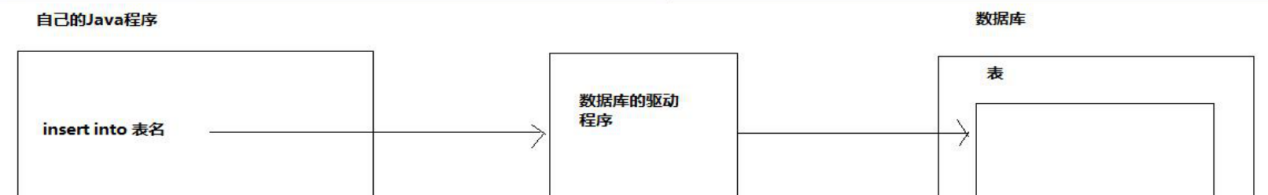 自己的Java程序
数据库
表
数据库的驱动
程序
insert into 表名